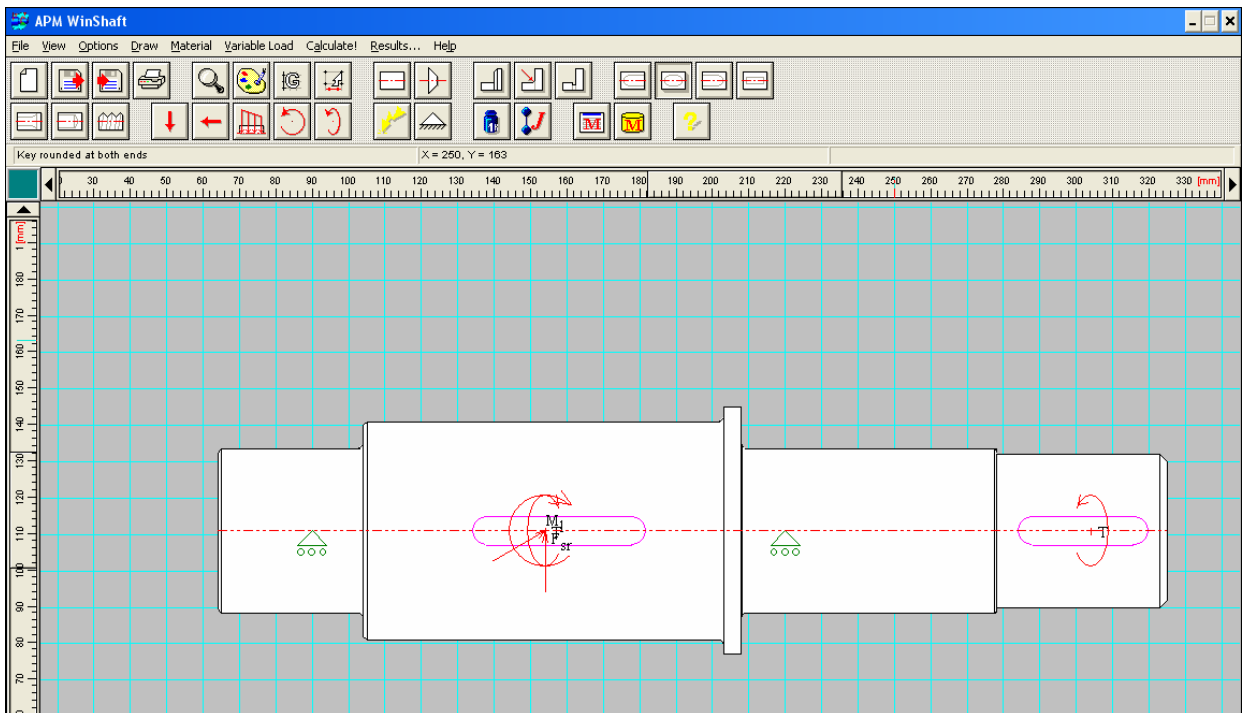 APM WinShaft
File View Options Draw Material Variable Load Calculate! Results... Help
Key rounded at both ends X = 250, Y = 163
30 40 50 60 70 80 90 100 110 120 130 140 150 160 170 180 190 200 210 220 230 240 250 260 270 280 290 300 310 320 330 [mm]
1 [mm]
180
170
160
150
140
130
120
110
100
90
80
70
M
T
F sr
T